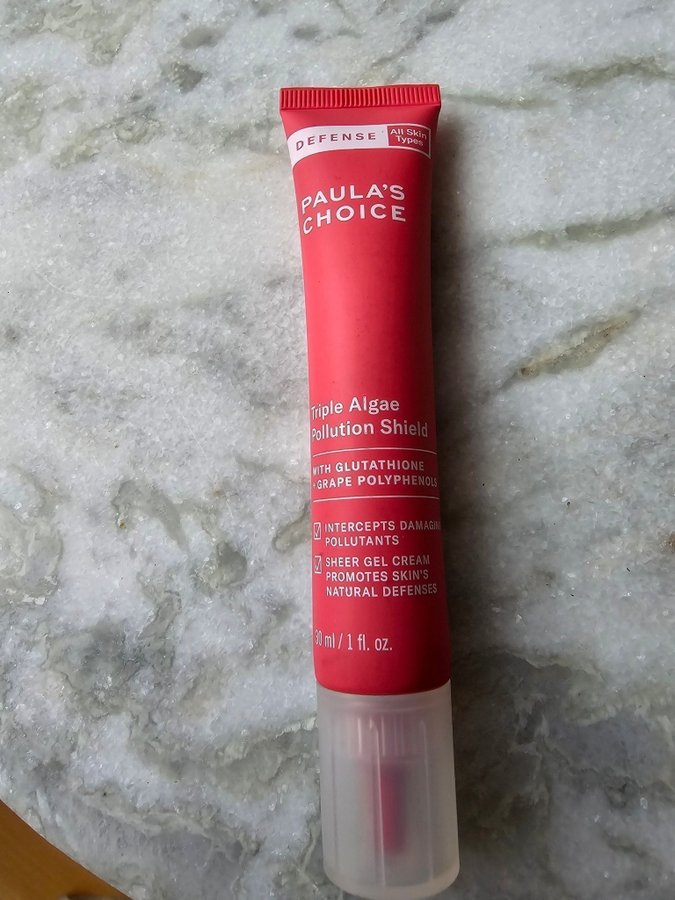 DEFENSE
All Skin
Types
PAULA'S
CHOICE
Triple Algae
Pollution Shield
WITH GLUTATHIONE
+ GRAPE POLYPHENOLS
INTERCEPTS DAMAGING
POLLUTANTS
SHEER GEL CREAM
PROMOTES SKIN'S
NATURAL DEFENSES
30 ml / 1 fl. oz.